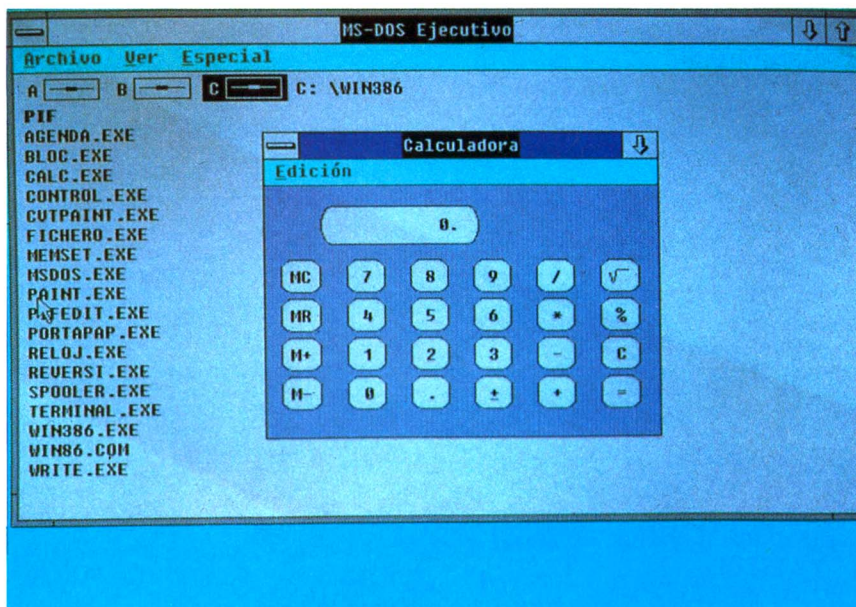 MS-DOS Ejecutivo
Archivo Ver Especial
A B C C: \WIN386
PIF
AGENDA.EXE
BLOC.EXE
CALC.EXE
CONTROL.EXE
CUTPAINT.EXE
FICHERO.EXE
MEMSET.EXE
MSDOS.EXE
PAINT.EXE
PIFEDIT.EXE
PORTAPAP.EXE
RELOJ.EXE
REVERSI.EXE
SPOOLER.EXE
TERMINAL.EXE
WIN386.EXE
WIN86.COM
WRITE.EXE
Calculadora
Edición
0.
MC 7 8 9 / √
MR 4 5 6 * %
M+ 1 2 3 - C
M- 0 . ± + =